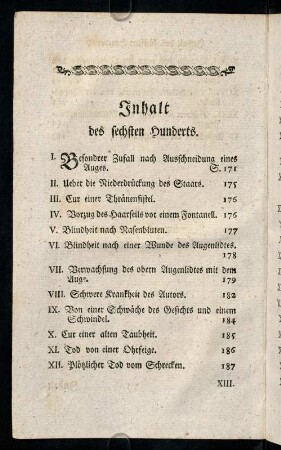 Inhalt
des sechsten Hunderts.
I. Besondrer Zufall nach Ausschneidung eines
Auges. S. 171
II. Ueber die Niederdrückung des Staars. 175
III. Cur einer Thränenfistel. 176
IV. Vorzug des Haarseils vor einem Fontanell. 176
V. Blindheit nach Nasenbluten. 177
VI. Blindheit nach einer Wunde des Augenliedtes.
178
VII. Verwachsung des obern Augenliedtes mit dem
Auge. 179
VIII. Schwere Krankheit des Autors. 182
IX. Von einer Schwäche des Gesichts und einem
Schwindel. 184
X. Cur einer alten Taubheit. 185
XI. Tod von einer Ohrfeige. 186
XII. Plötzlicher Tod vom Schrecken. 187
XIII.